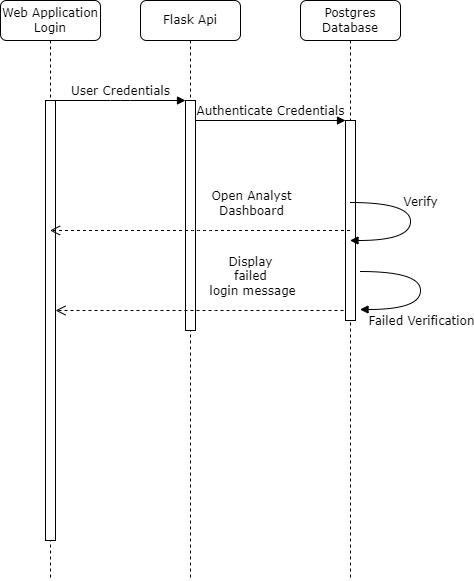 Web Application
Login
Flask Api
Postgres
Database
User Credentials
Authenticate Credentials
Open Analyst
Dashboard
Verify
Display
failed
login message
Failed Verification